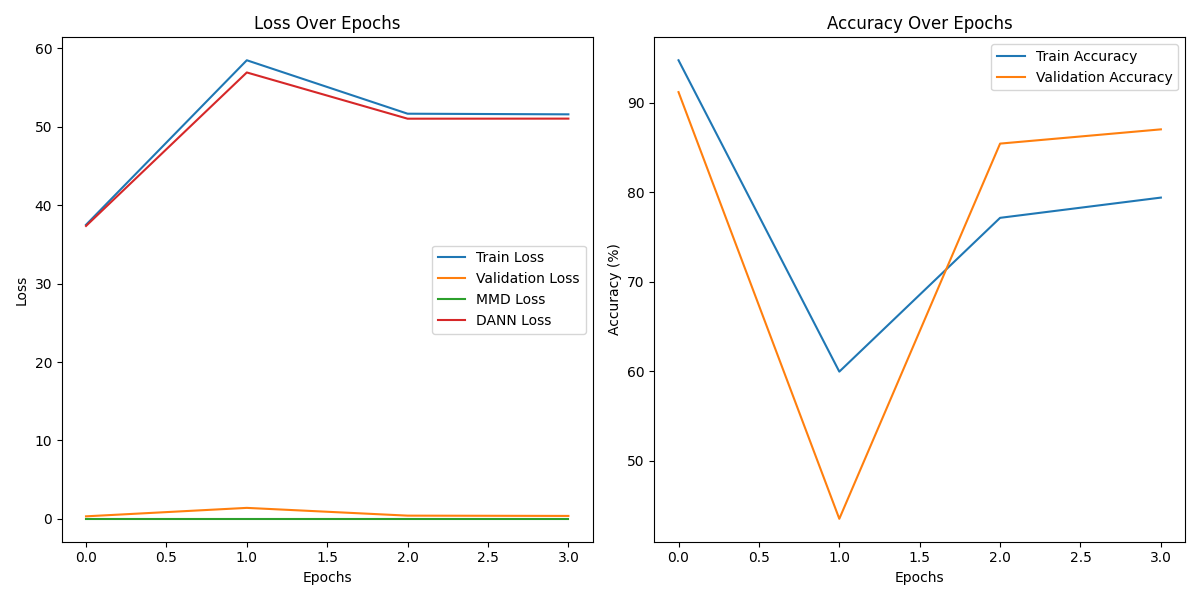 Loss Over Epochs
60
50
40
30
20
10
0
Loss
0.0 0.5 1.0 1.5 2.0 2.5 3.0
Epochs
Train Loss
Validation Loss
MMD Loss
DANN Loss
Accuracy Over Epochs
90
80
70
60
50
Accuracy (%)
0.0 0.5 1.0 1.5 2.0 2.5 3.0
Epochs
Train Accuracy
Validation Accuracy